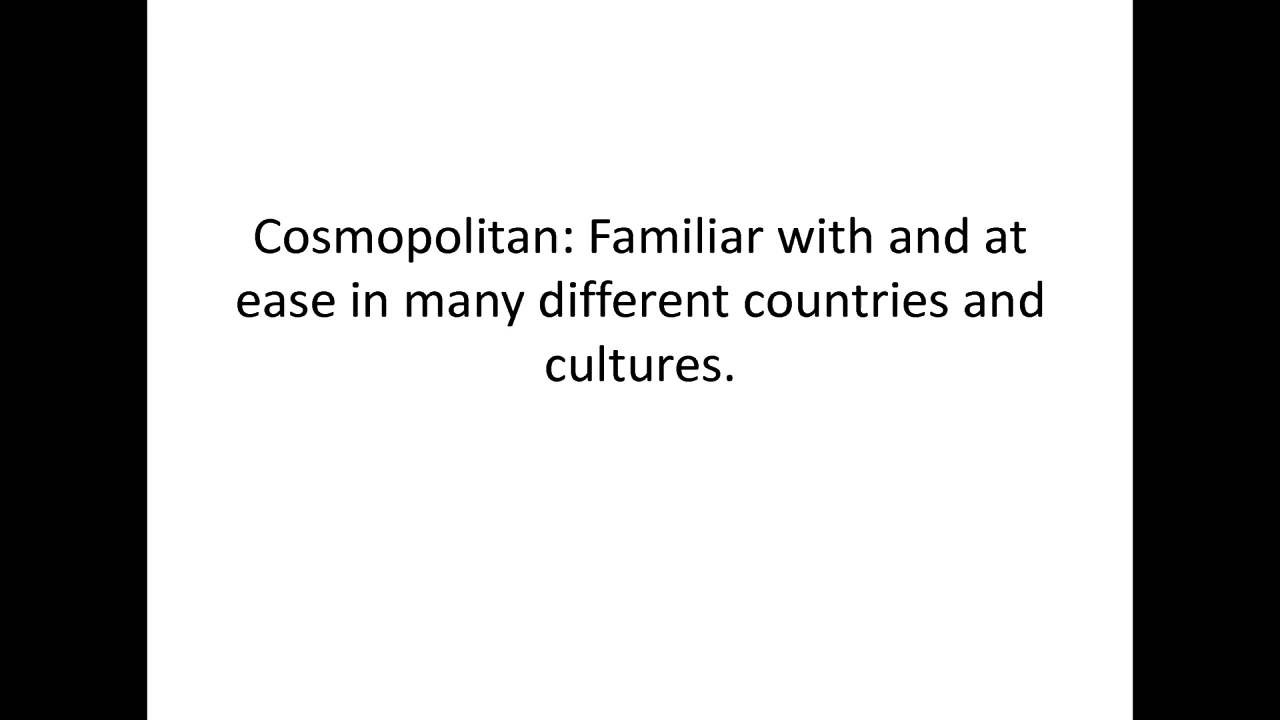 Cosmopolitan: Familiar with and at
ease in many different countries and
cultures.